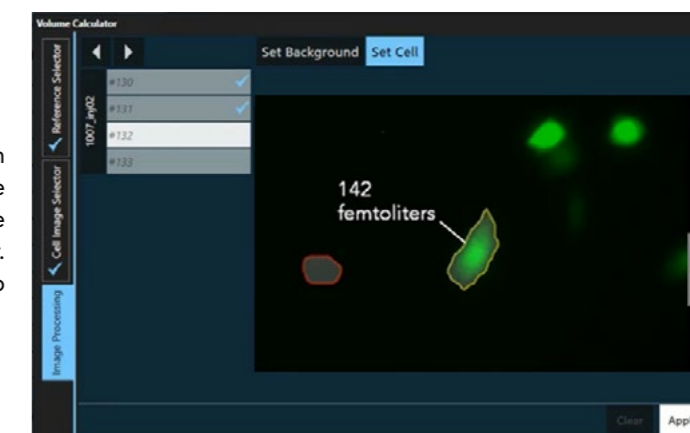 Volume Calculator
Reference Selector
Cell Image Selector
Image Processing
1007_inj02
#130
#131
#132
#133
Set Background Set Cell
142
femtoliters
Clear